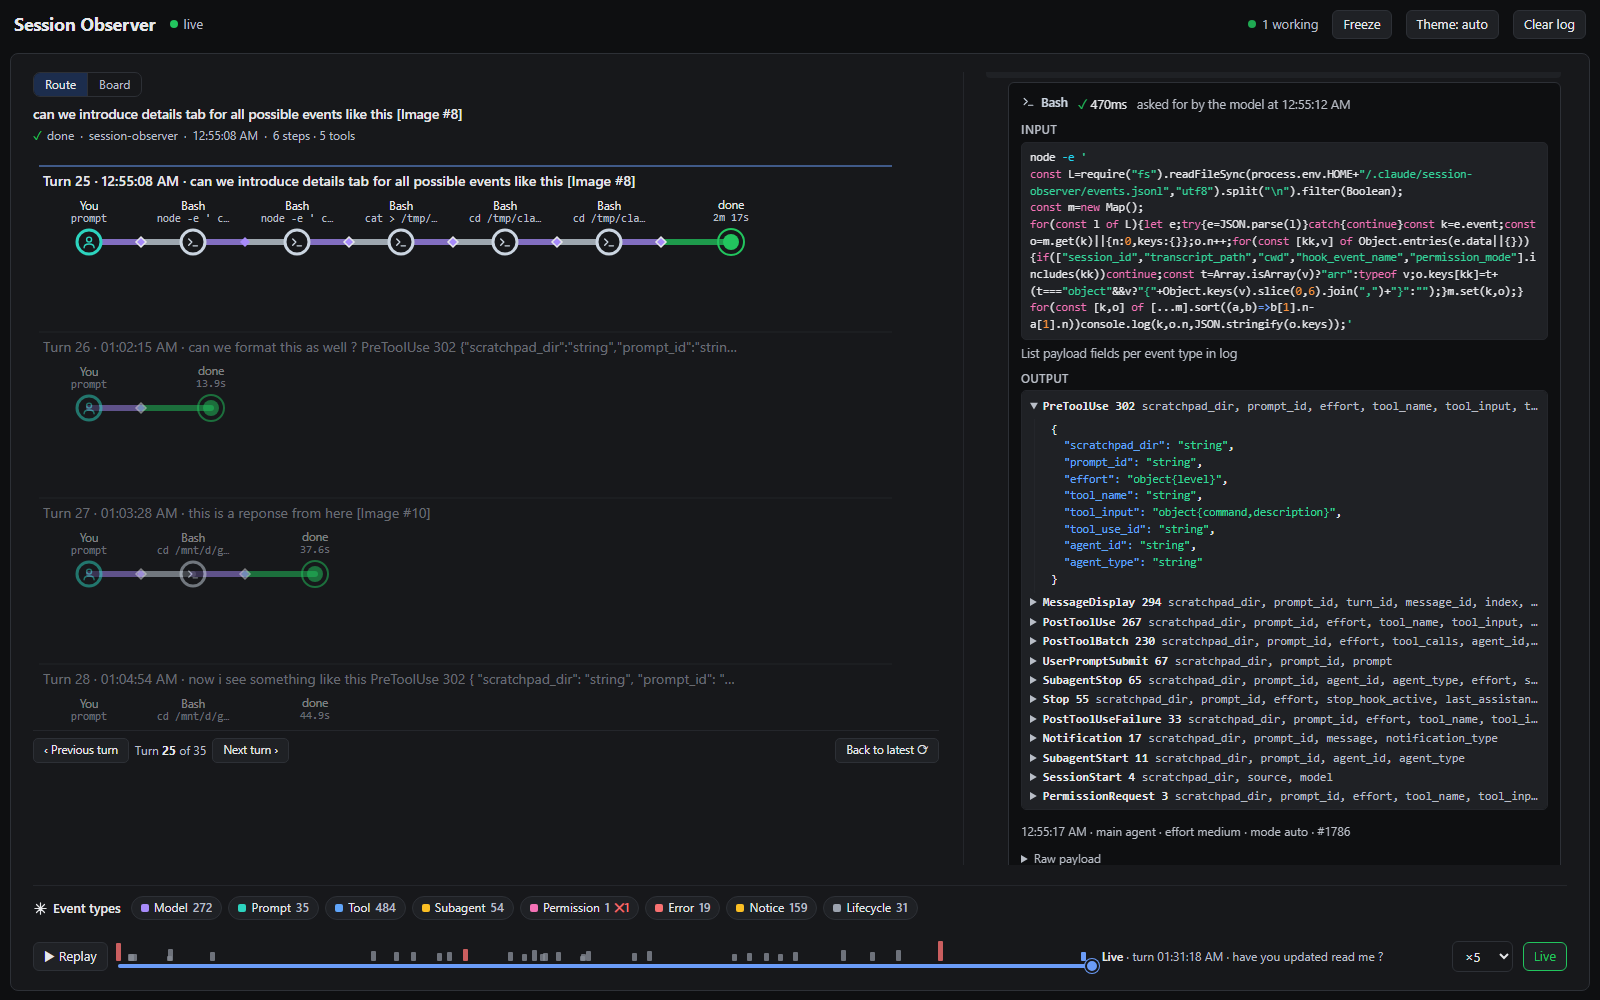 Session Observer
live
1 working
Freeze
Theme: auto
Clear log
Route
Board
can we introduce details tab for all possible events like this [Image #8]
✓ done · session-observer · 12:55:08 AM · 6 steps · 5 tools
Turn 25 · 12:55:08 AM · can we introduce details tab for all possible events like this [Image #8]
You Bash Bash Bash Bash Bash done
prompt node -e ' c… node -e ' c… cat > /tmp/… cd /tmp/cla… cd /tmp/cla… 2m 17s
Turn 26 · 01:02:15 AM · can we format this as well ? PreToolUse 302 {"scratchpad_dir":"string","prompt_id":"strin...
You done
prompt 13.9s
Turn 27 · 01:03:28 AM · this is a reponse from here [Image #10]
You Bash done
prompt cd /mnt/d/g… 37.6s
Turn 28 · 01:04:54 AM · now i see something like this PreToolUse 302 { "scratchpad_dir": "string", "prompt_id": "...
You Bash done
prompt cd /mnt/d/g… 44.9s
‹ Previous turn
Turn 25 of 35
Next turn ›
Back to latest ⟳
>_ Bash ✓ 470ms asked for by the model at 12:55:12 AM
INPUT
node -e '
const L=require("fs").readFileSync(process.env.HOME+"/.claude/session-
observer/events.jsonl","utf8").split("\n").filter(Boolean);
const m=new Map();
for(const l of L){let e;try{e=JSON.parse(l)}catch{continue}const k=e.event;const
o=m.get(k)||{n:0,keys:{}};o.n++;for(const [kk,v] of Object.entries(e.data||{}))
{if(["session_id","transcript_path","cwd","hook_event_name","permission_mode"].i
ncludes(kk))continue;const t=Array.isArray(v)?"arr":typeof v;o.keys[kk]=t+
(t==="object"&&v?"{"+Object.keys(v).slice(0,6).join(",")+"}":"");}m.set(k,o);}
for(const [k,o] of [...m].sort((a,b)=>b[1].n-
a[1].n))console.log(k,o.n,JSON.stringify(o.keys));'
List payload fields per event type in log
OUTPUT
▼ PreToolUse 302 scratchpad_dir, prompt_id, effort, tool_name, tool_input, t…
{
"scratchpad_dir": "string",
"prompt_id": "string",
"effort": "object{level}",
"tool_name": "string",
"tool_input": "object{command,description}",
"tool_use_id": "string",
"agent_id": "string",
"agent_type": "string"
}
▶ MessageDisplay 294 scratchpad_dir, prompt_id, turn_id, message_id, index, …
▶ PostToolUse 267 scratchpad_dir, prompt_id, effort, tool_name, tool_input, …
▶ PostToolBatch 230 scratchpad_dir, prompt_id, effort, tool_calls, agent_id,…
▶ UserPromptSubmit 67 scratchpad_dir, prompt_id, prompt
▶ SubagentStop 65 scratchpad_dir, prompt_id, agent_id, agent_type, effort, s…
▶ Stop 55 scratchpad_dir, prompt_id, effort, stop_hook_active, last_assistan…
▶ PostToolUseFailure 33 scratchpad_dir, prompt_id, effort, tool_name, tool_i…
▶ Notification 17 scratchpad_dir, prompt_id, message, notification_type
▶ SubagentStart 11 scratchpad_dir, prompt_id, agent_id, agent_type
▶ SessionStart 4 scratchpad_dir, source, model
▶ PermissionRequest 3 scratchpad_dir, prompt_id, effort, tool_name, tool_inp…
12:55:17 AM · main agent · effort medium · mode auto · #1786
▶ Raw payload
Event types
Model 272
Prompt 35
Tool 484
Subagent 54
Permission 1 ✕1
Error 19
Notice 159
Lifecycle 31
▶ Replay
Live · turn 01:31:18 AM · have you updated read me ?
×5
Live